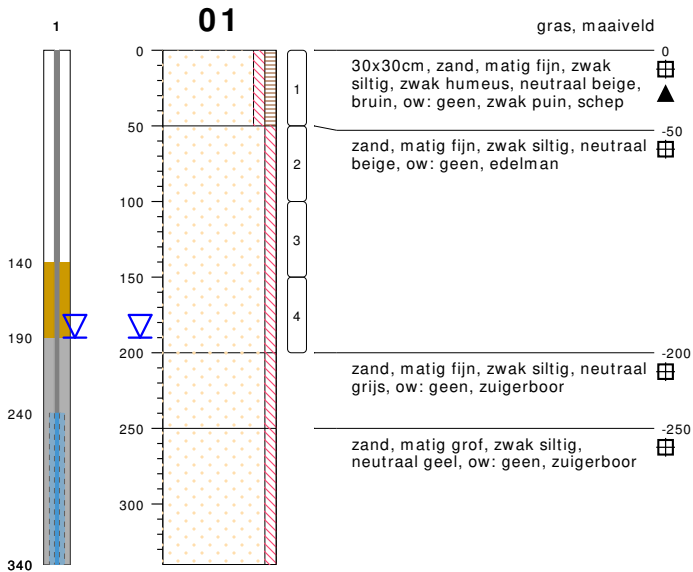 1
01
gras, maaiveld
0
50
100
150
200
250
300
140
190
240
340
1
2
3
4
0
30x30cm, zand, matig fijn, zwak
siltig, zwak humeus, neutraal beige,
bruin, ow: geen, zwak puin, schep
-50
zand, matig fijn, zwak siltig, neutraal
beige, ow: geen, edelman
-200
zand, matig fijn, zwak siltig, neutraal
grijs, ow: geen, zuigerboor
-250
zand, matig grof, zwak siltig,
neutraal geel, ow: geen, zuigerboor